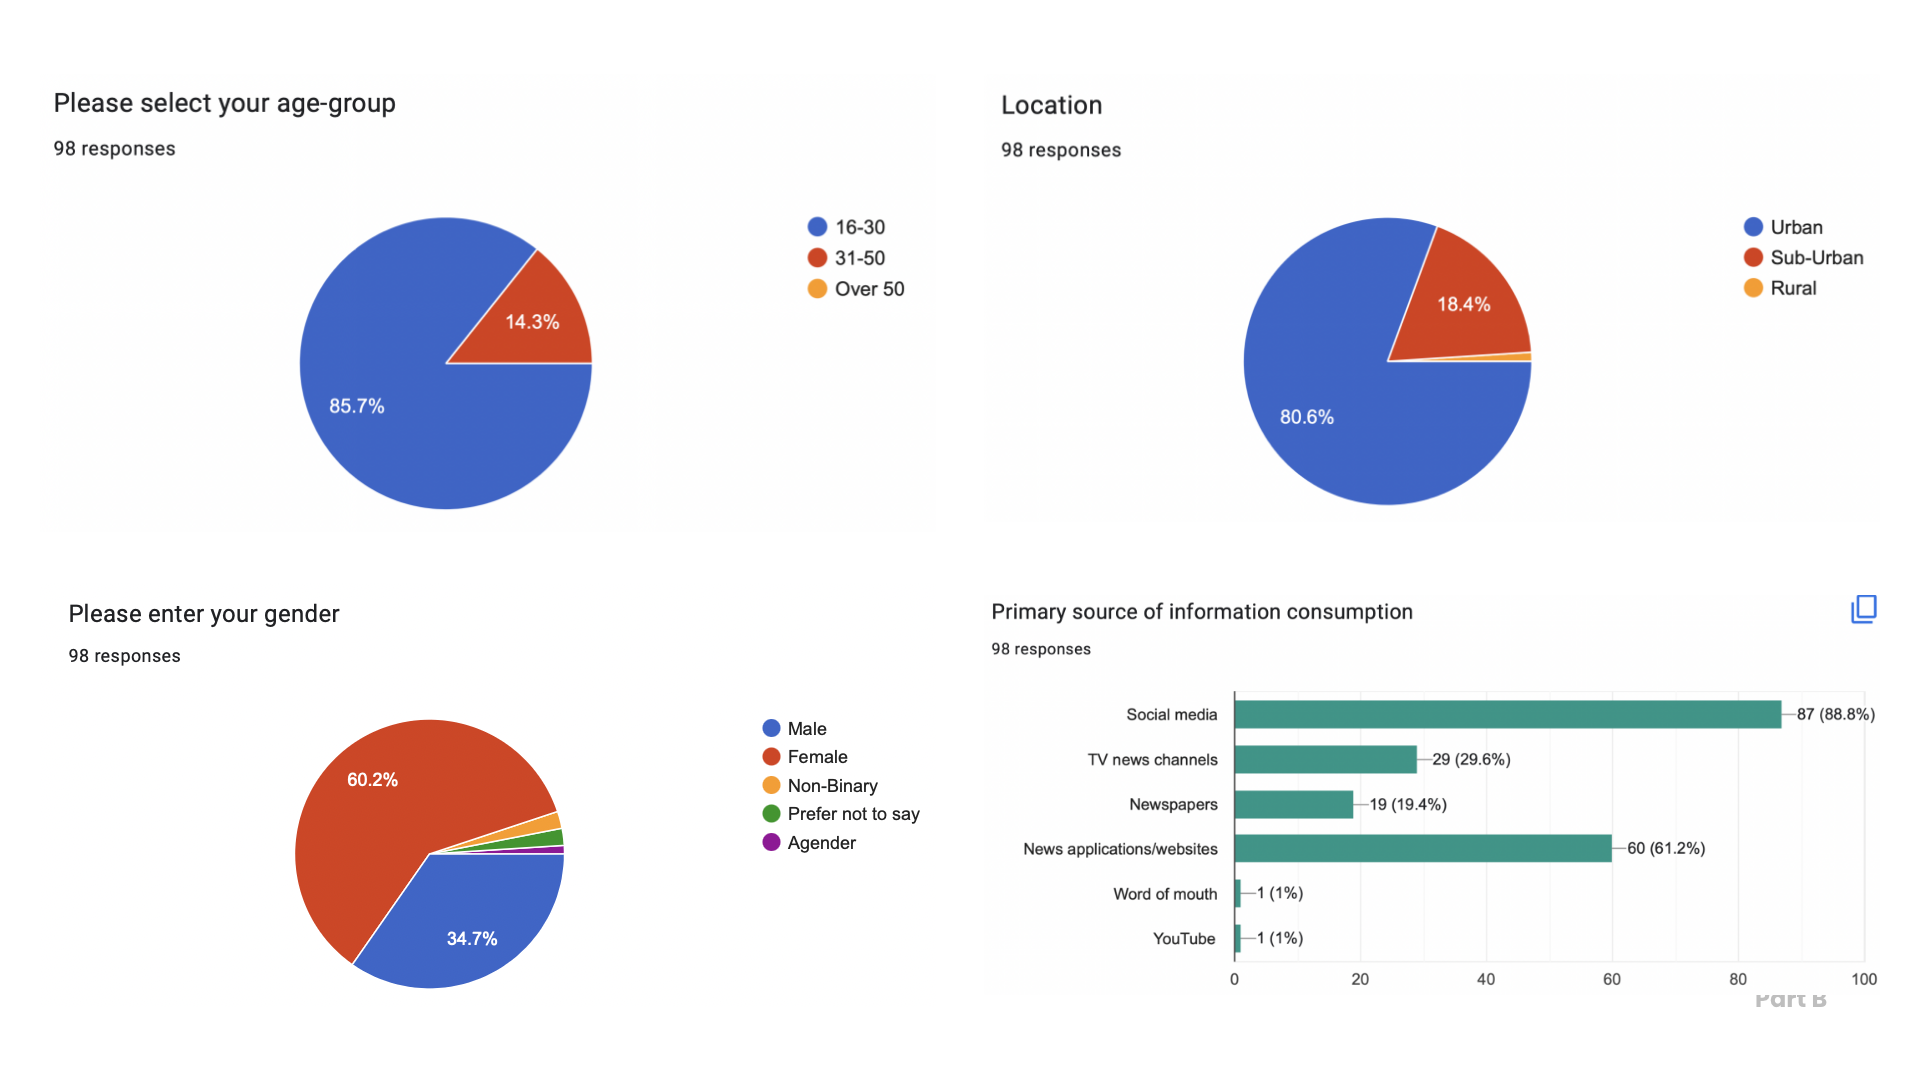 Please select your age-group
98 responses
16-30
31-50
Over 50
14.3%
85.7%
Location
98 responses
Urban
Sub-Urban
Rural
18.4%
80.6%
Please enter your gender
98 responses
Male
Female
Non-Binary
Prefer not to say
Agender
60.2%
34.7%
Primary source of information consumption
98 responses
Social media 87 (88.8%)
TV news channels 29 (29.6%)
Newspapers 19 (19.4%)
News applications/websites 60 (61.2%)
Word of mouth 1 (1%)
YouTube 1 (1%)
0 20 40 60 80 100
Part B